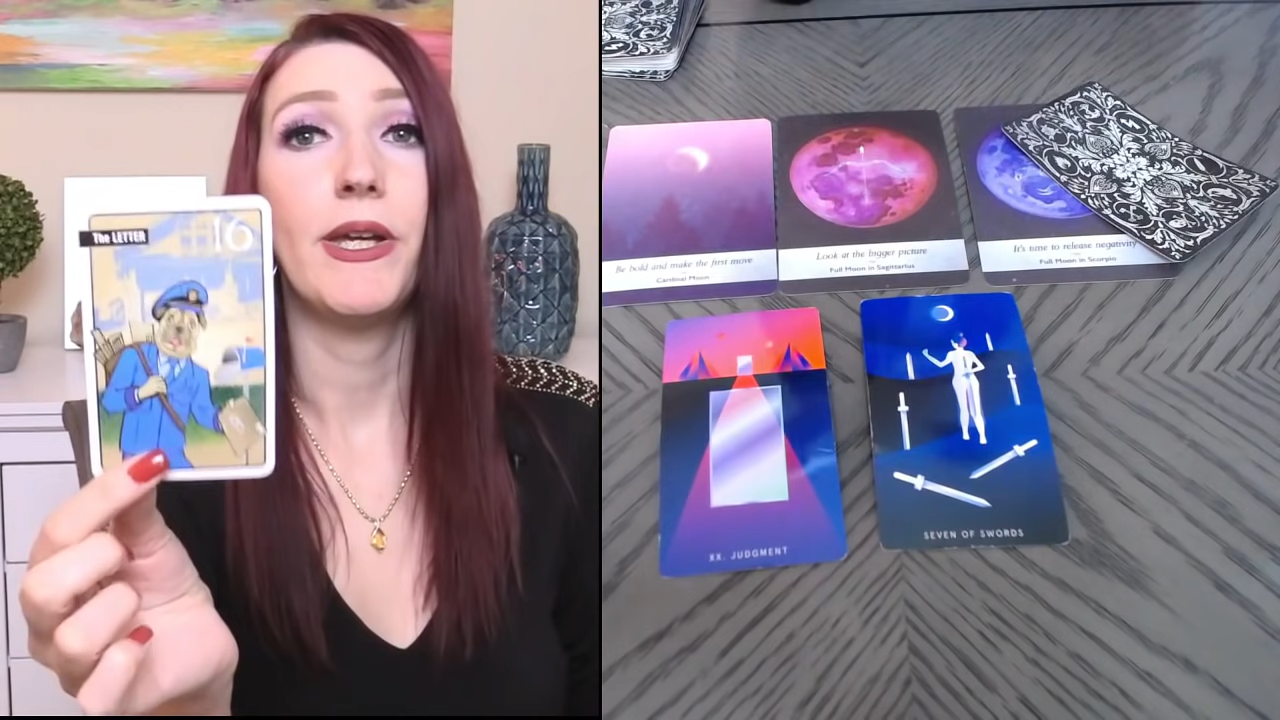 The LETTER
16
Be bold and make the first move
Cardinal Moon
Look at the bigger picture
Full Moon in Sagittarius
It's time to release negativity
Full Moon in Scorpio
XX. JUDGMENT
SEVEN OF SWORDS